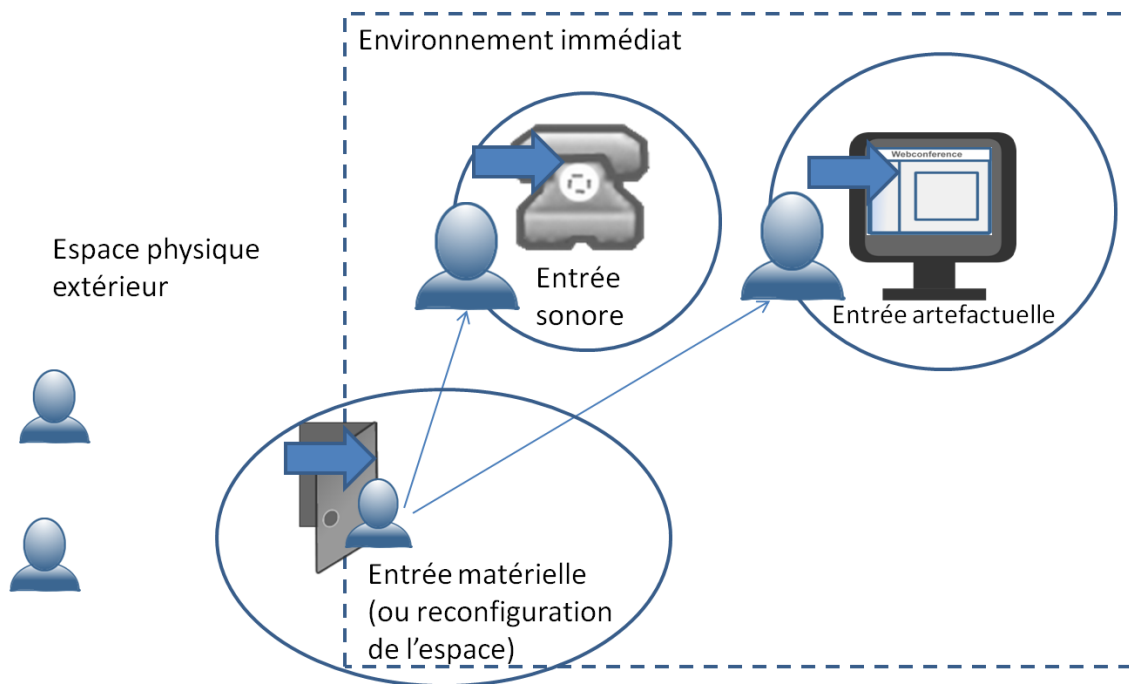 Environnement immédiat
Webconference
Espace physique
extérieur
Entrée
sonore
Entrée artefactuelle
Entrée matérielle
(ou reconfiguration
de l’espace)